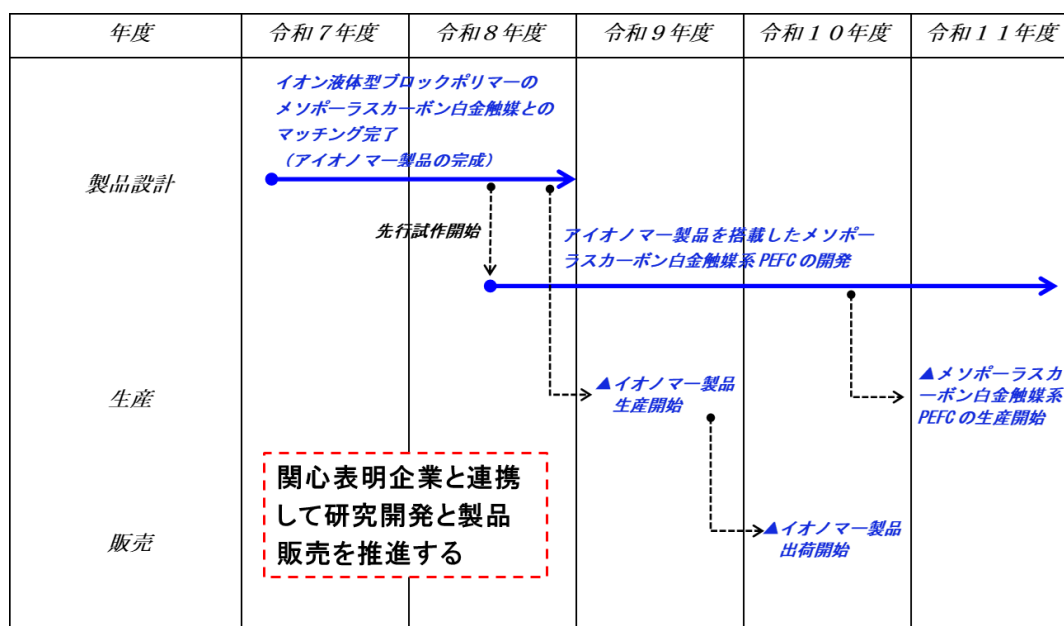 年度
令和７年度
令和８年度
令和９年度
令和１０年度
令和１１年度
製品設計
イオン液体型ブロックポリマーの
メソポーラスカーボン白金触媒との
マッチング完了
（アイオノマー製品の完成）
先行試作開始
アイオノマー製品を搭載したメソポー
ラスカーボン白金触媒系PEFCの開発
生産
▲イオノマー製品
生産開始
▲メソポーラスカ
ーボン白金触媒系
PEFCの生産開始
関心表明企業と連携
して研究開発と製品
販売を推進する
販売
▲イオノマー製品
出荷開始